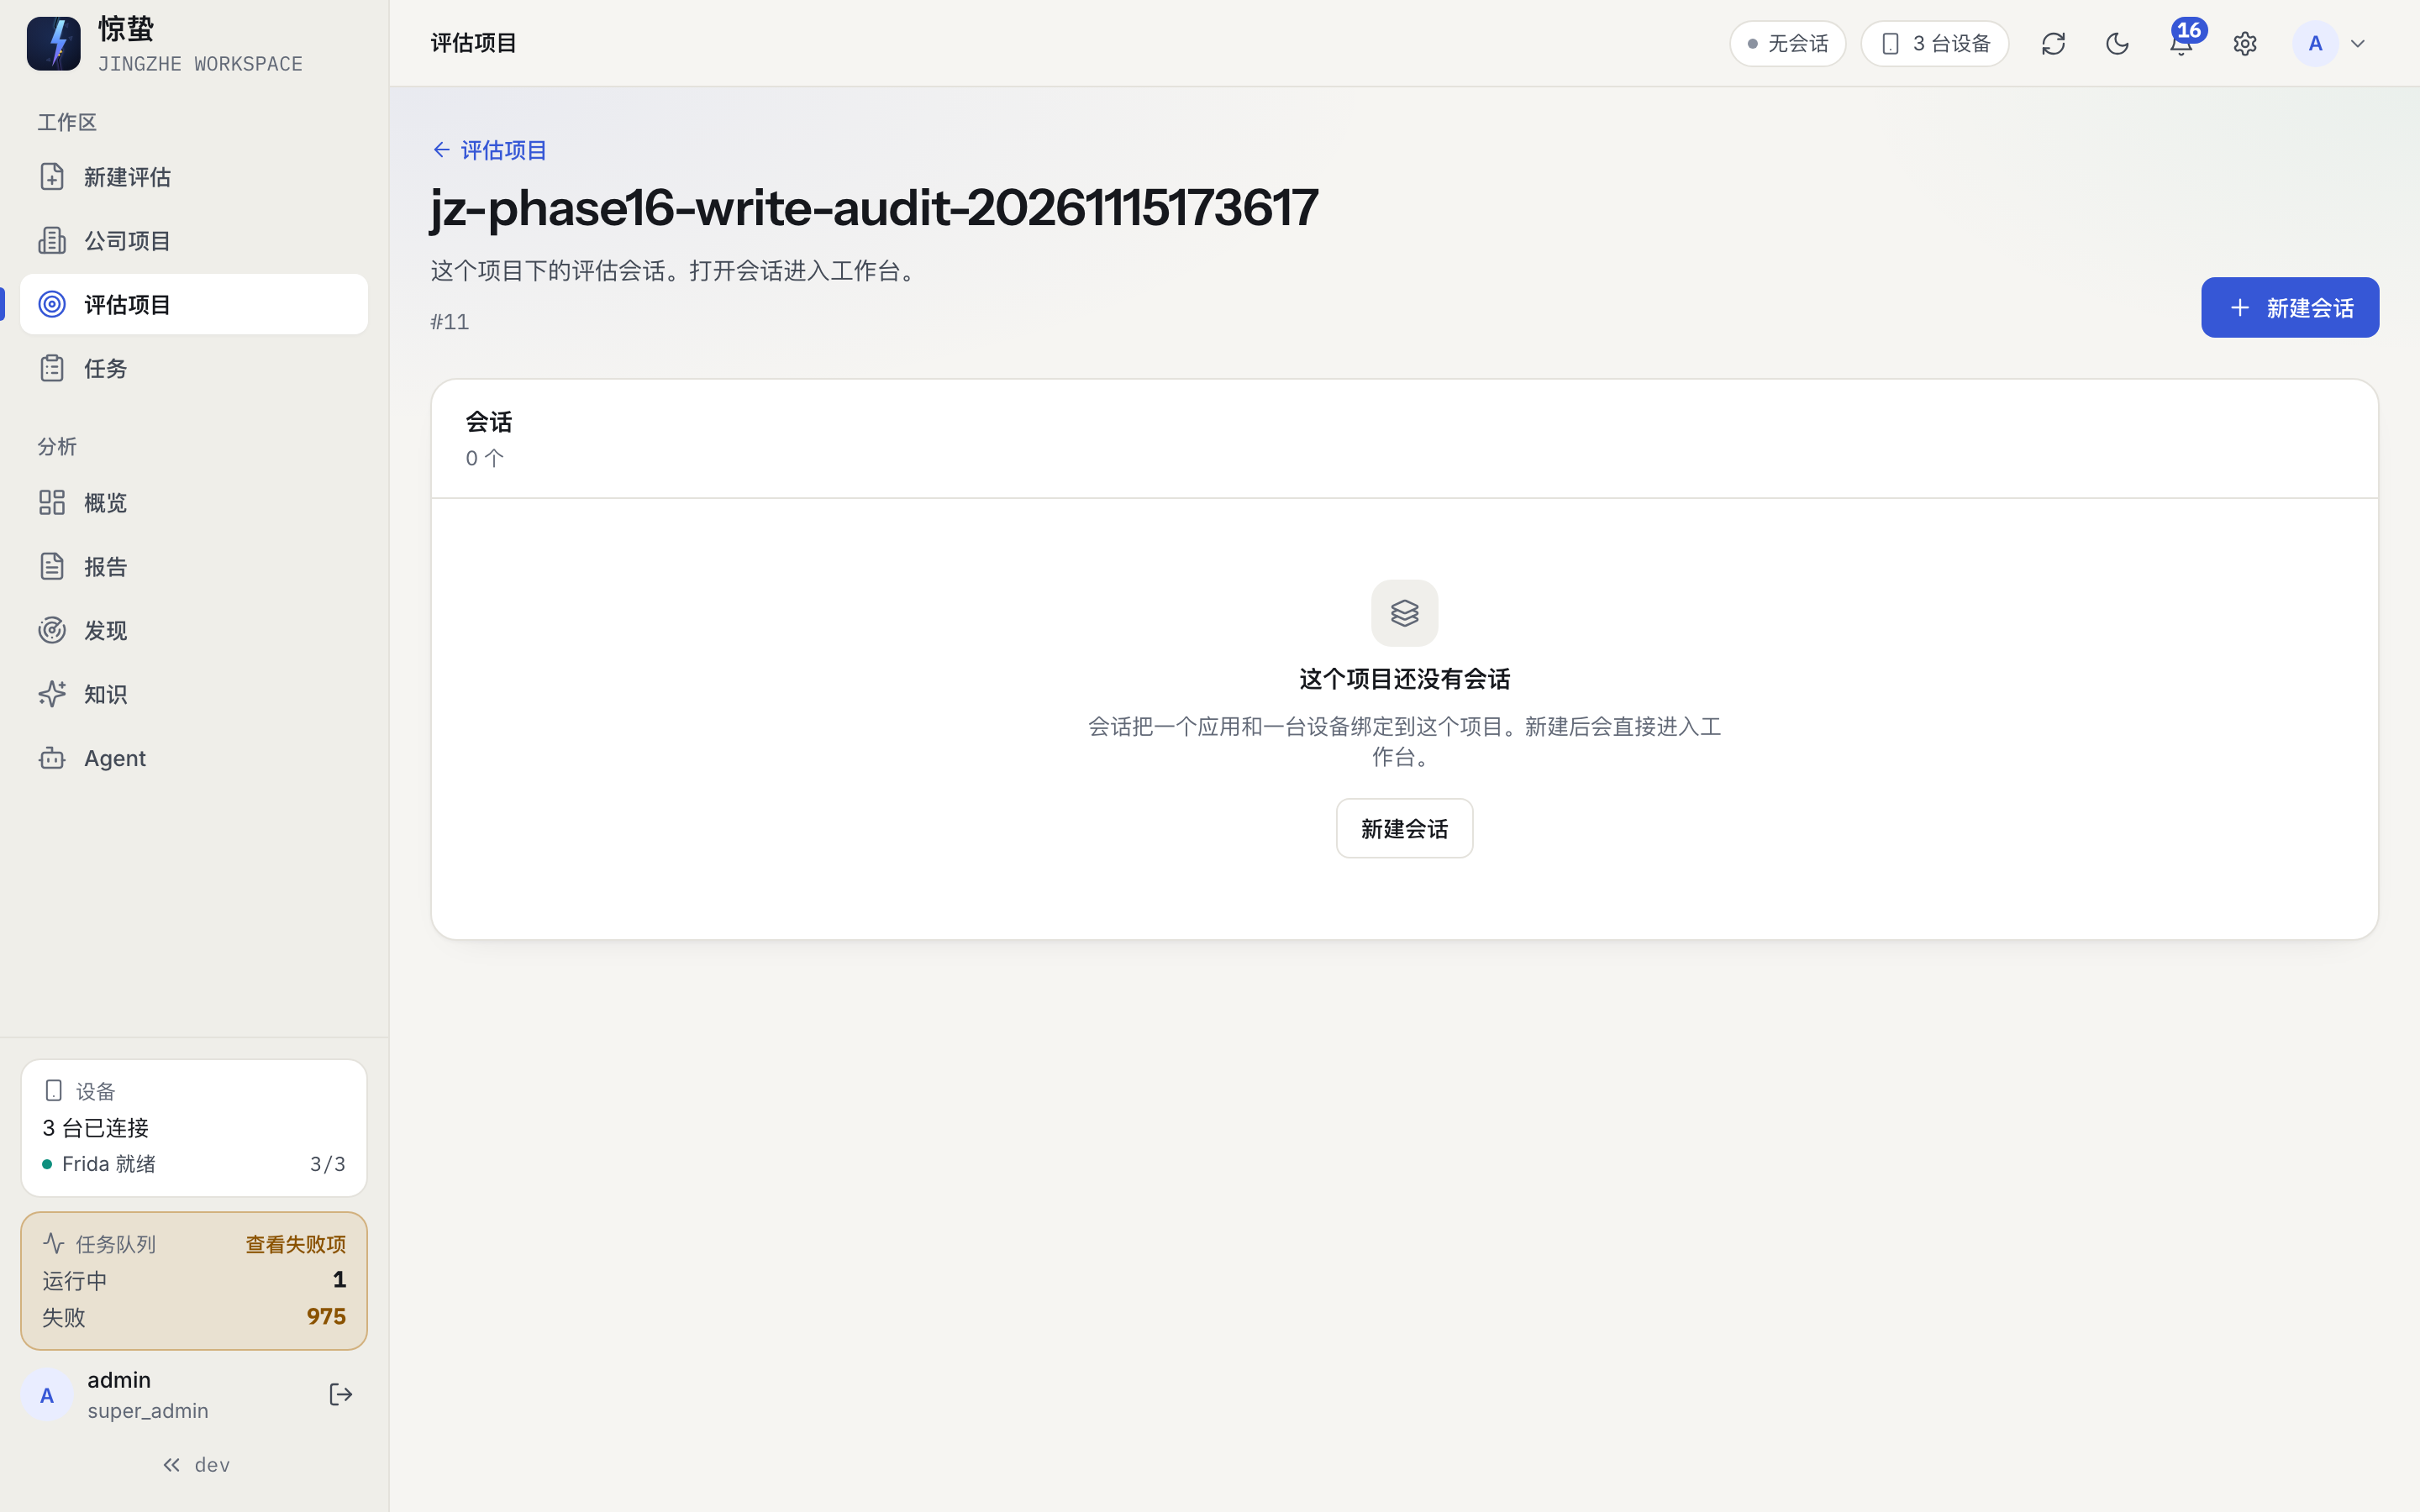 惊蛰
JINGZHE WORKSPACE
工作区
新建评估
公司项目
评估项目
任务
分析
概览
报告
发现
知识
Agent
设备
3 台已连接
Frida 就绪 3/3
任务队列 查看失败项
运行中 1
失败 975
A
admin
super_admin
dev
评估项目
无会话
3 台设备
16
A
评估项目
jz-phase16-write-audit-20261115173617
这个项目下的评估会话。打开会话进入工作台。
#11
新建会话
会话
0 个
这个项目还没有会话
会话把一个应用和一台设备绑定到这个项目。新建后会直接进入工
作台。
新建会话